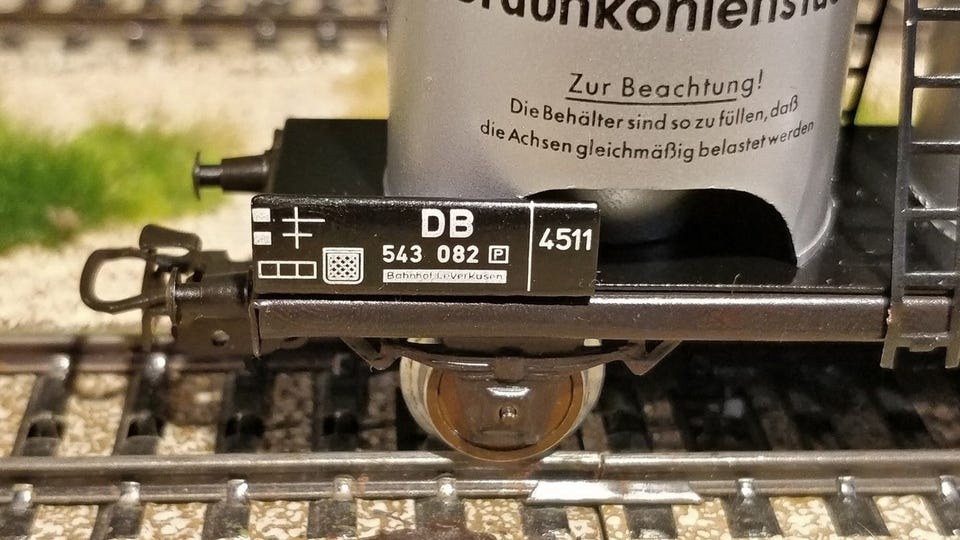 Braunkohlenstaub
Zur Beachtung!
Die Behälter sind so zu füllen, daß
die Achsen gleichmäßig belastet werden
DB
543 082 P
Bahnhof Leverkusen
4511